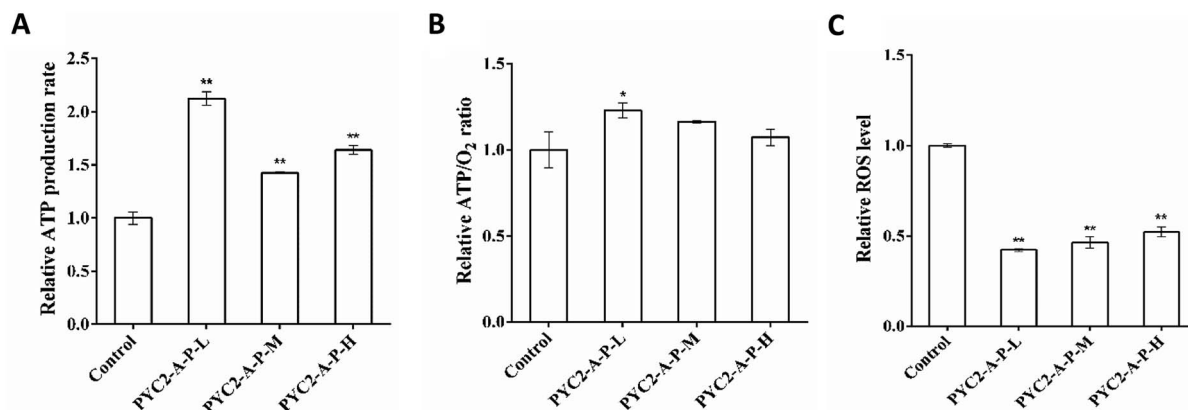 A
Relative ATP production rate
2.5
2.0
1.5
1.0
0.5
0.0
**
**
**
Control
PYC2-A-P-L
PYC2-A-P-M
PYC2-A-P-H
B
Relative ATP/O₂ ratio
1.5
1.0
0.5
0.0
*
Control
PYC2-A-P-L
PYC2-A-P-M
PYC2-A-P-H
C
Relative ROS level
1.5
1.0
0.5
0.0
**
**
**
Control
PYC2-A-P-L
PYC2-A-P-M
PYC2-A-P-H